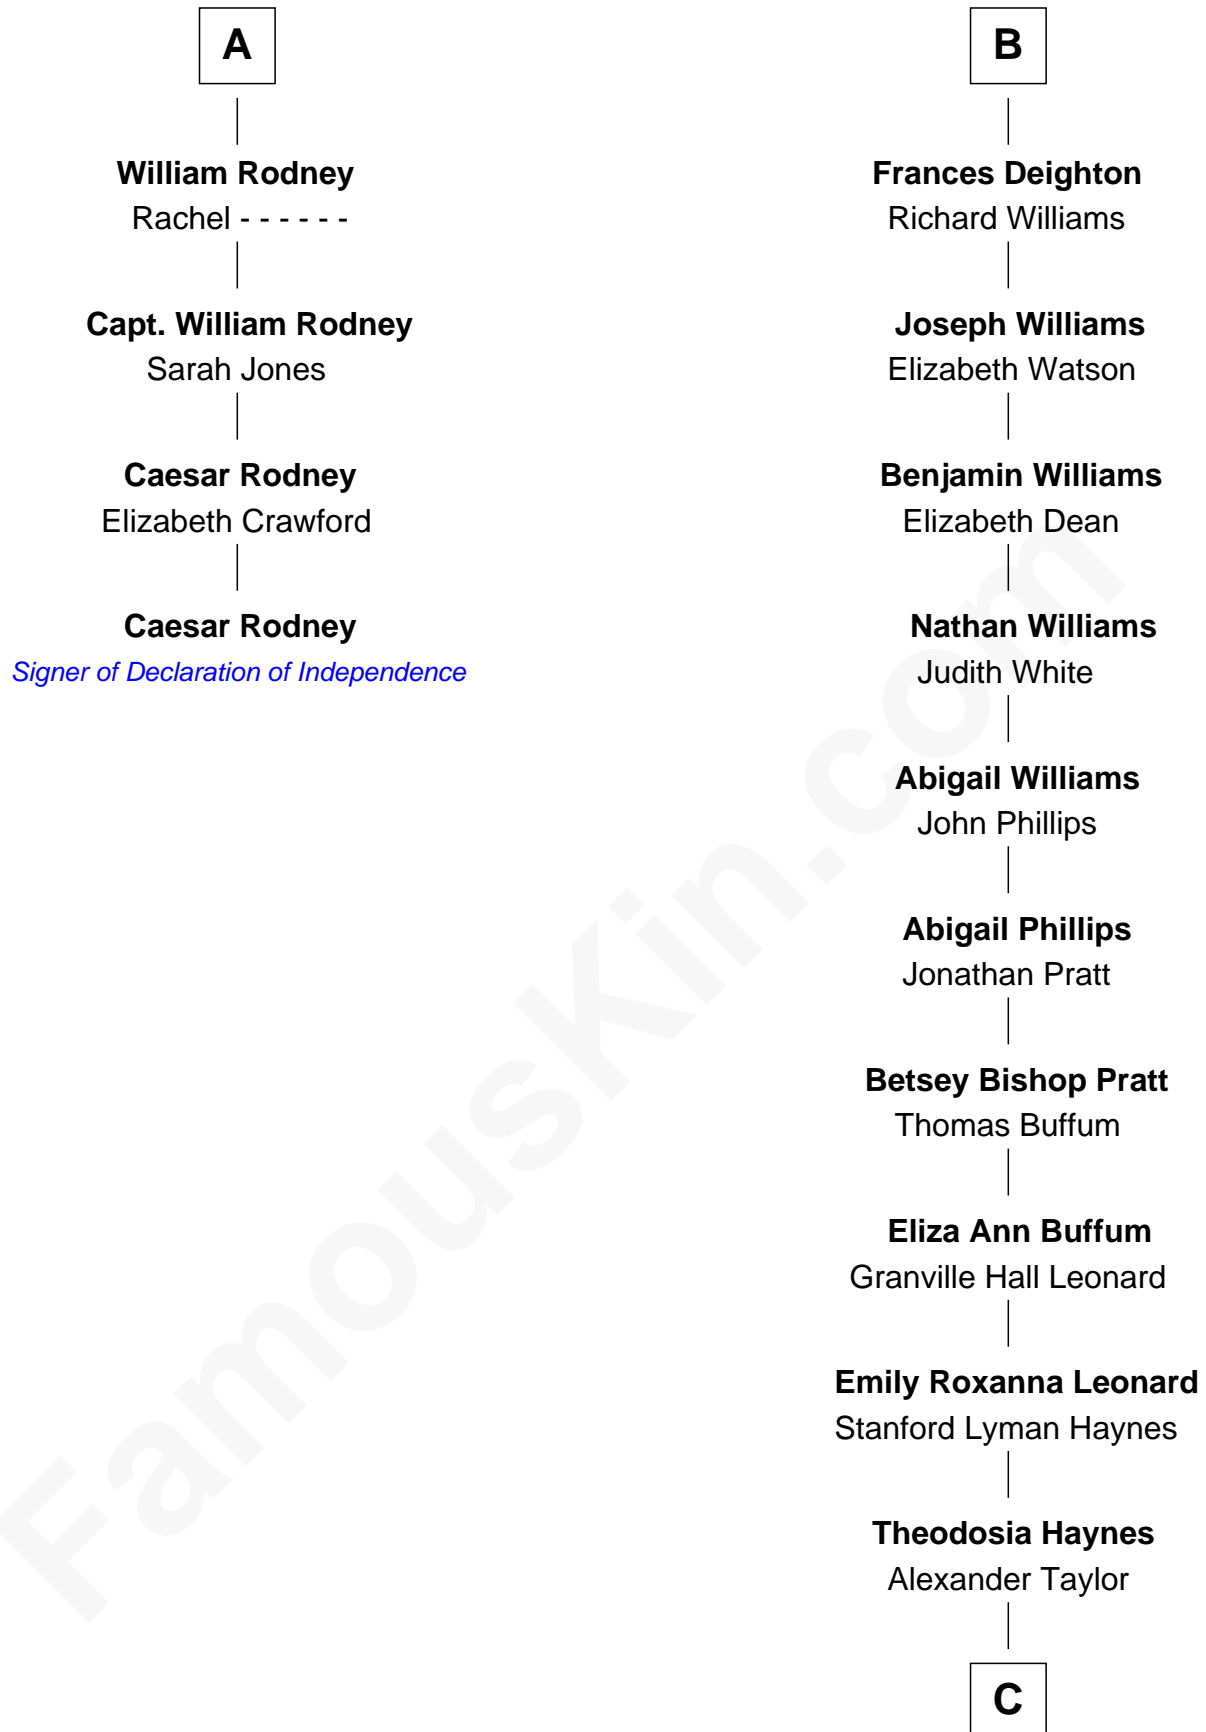 A
William Rodney
Rachel - - - - - -
Capt. William Rodney
Sarah Jones
Caesar Rodney
Elizabeth Crawford
Caesar Rodney
Signer of Declaration of Independence
B
Frances Deighton
Richard Williams
Joseph Williams
Elizabeth Watson
Benjamin Williams
Elizabeth Dean
Nathan Williams
Judith White
Abigail Williams
John Phillips
Abigail Phillips
Jonathan Pratt
Betsey Bishop Pratt
Thomas Buffum
Eliza Ann Buffum
Granville Hall Leonard
Emily Roxanna Leonard
Stanford Lyman Haynes
Theodosia Haynes
Alexander Taylor
C
FamousKin.com